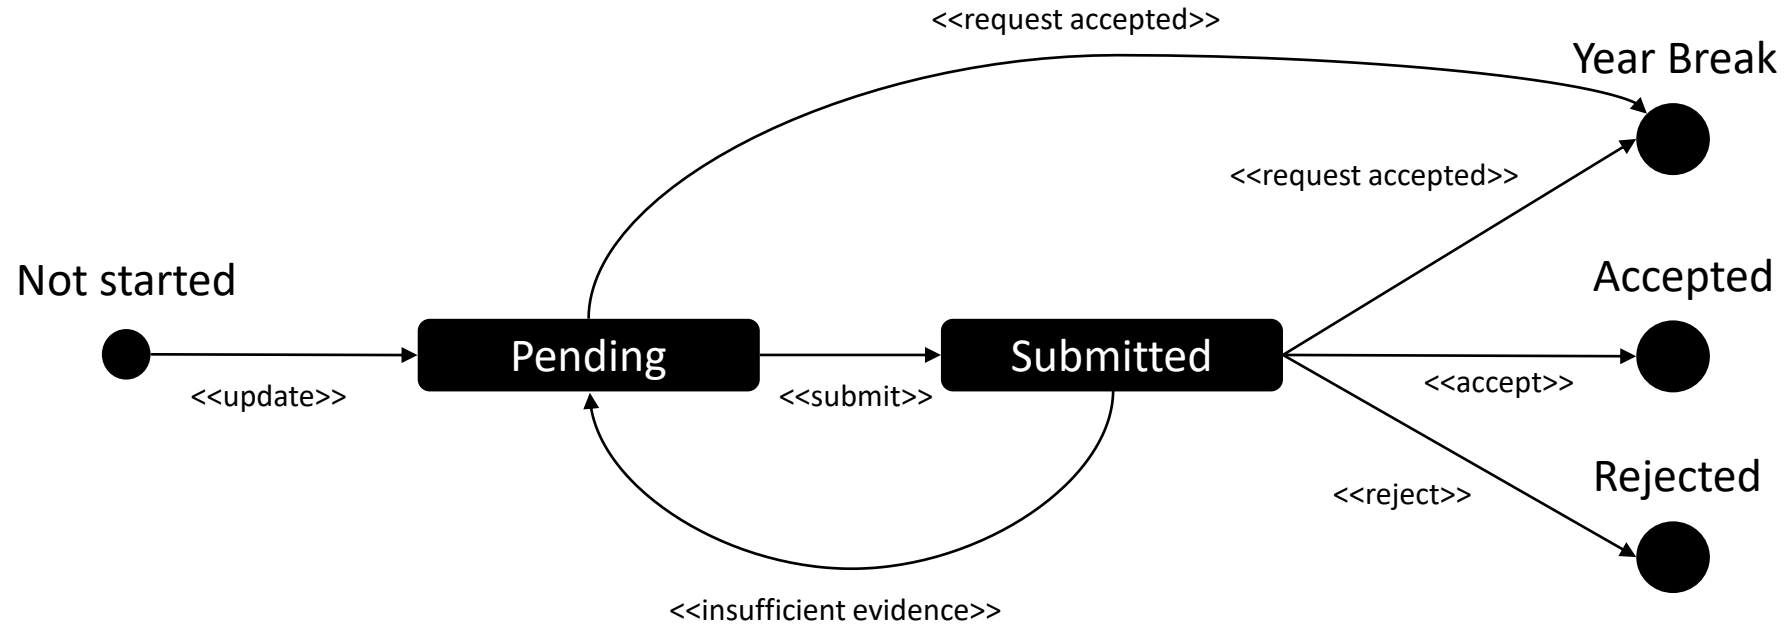 <<request accepted>>
Year Break
<<request accepted>>
Not started
Accepted
Pending
Submitted
<<update>>
<<submit>>
<<accept>>
Rejected
<<reject>>
<<insufficient evidence>>